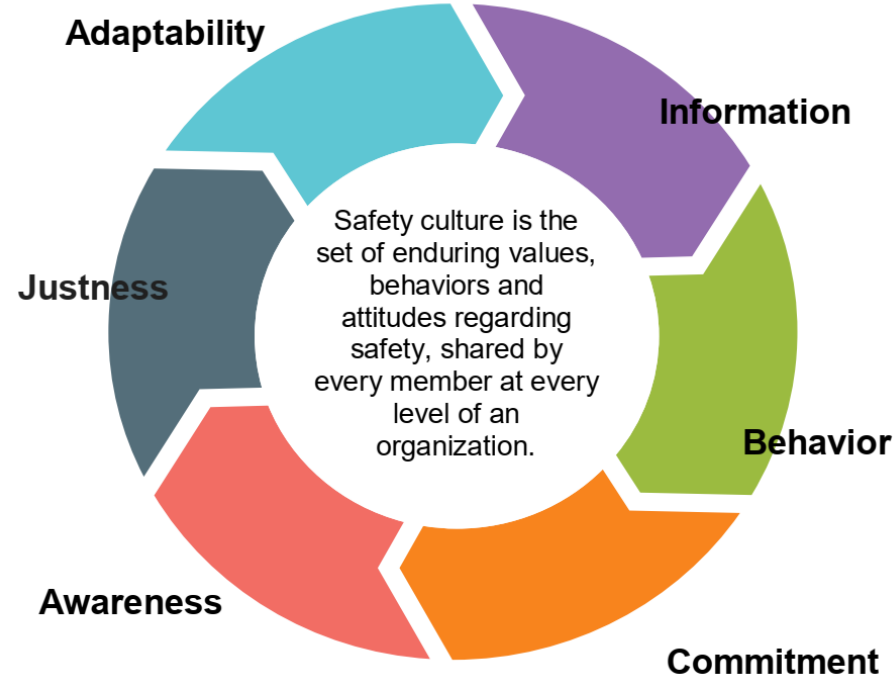 Adaptability
Information
Safety culture is the
set of enduring values,
behaviors and
attitudes regarding
safety, shared by
every member at every
level of an
organization.
Justness
Behavior
Awareness
Commitment